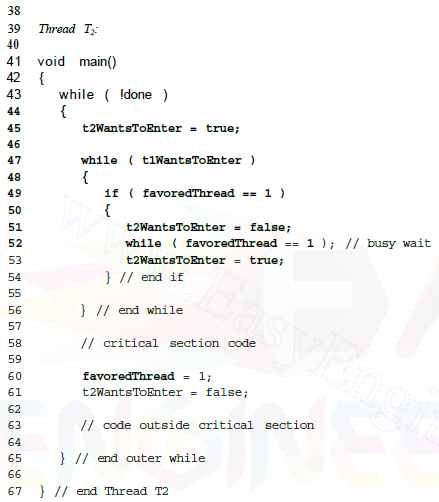 38
39 Thread T2:
40
41 void main()
42 {
43 while ( !done )
44 {
45 t2WantsToEnter = true;
46
47 while ( t1WantsToEnter )
48 {
49 if ( favoredThread == 1 )
50 {
51 t2WantsToEnter = false;
52 while ( favoredThread == 1 ); // busy wait
53 t2WantsToEnter = true;
54 } // end if
55
56 } // end while
57
58 // critical section code
59
60 favoredThread = 1;
61 t2WantsToEnter = false;
62
63 // code outside critical section
64
65 } // end outer while
66
67 } // end Thread T2